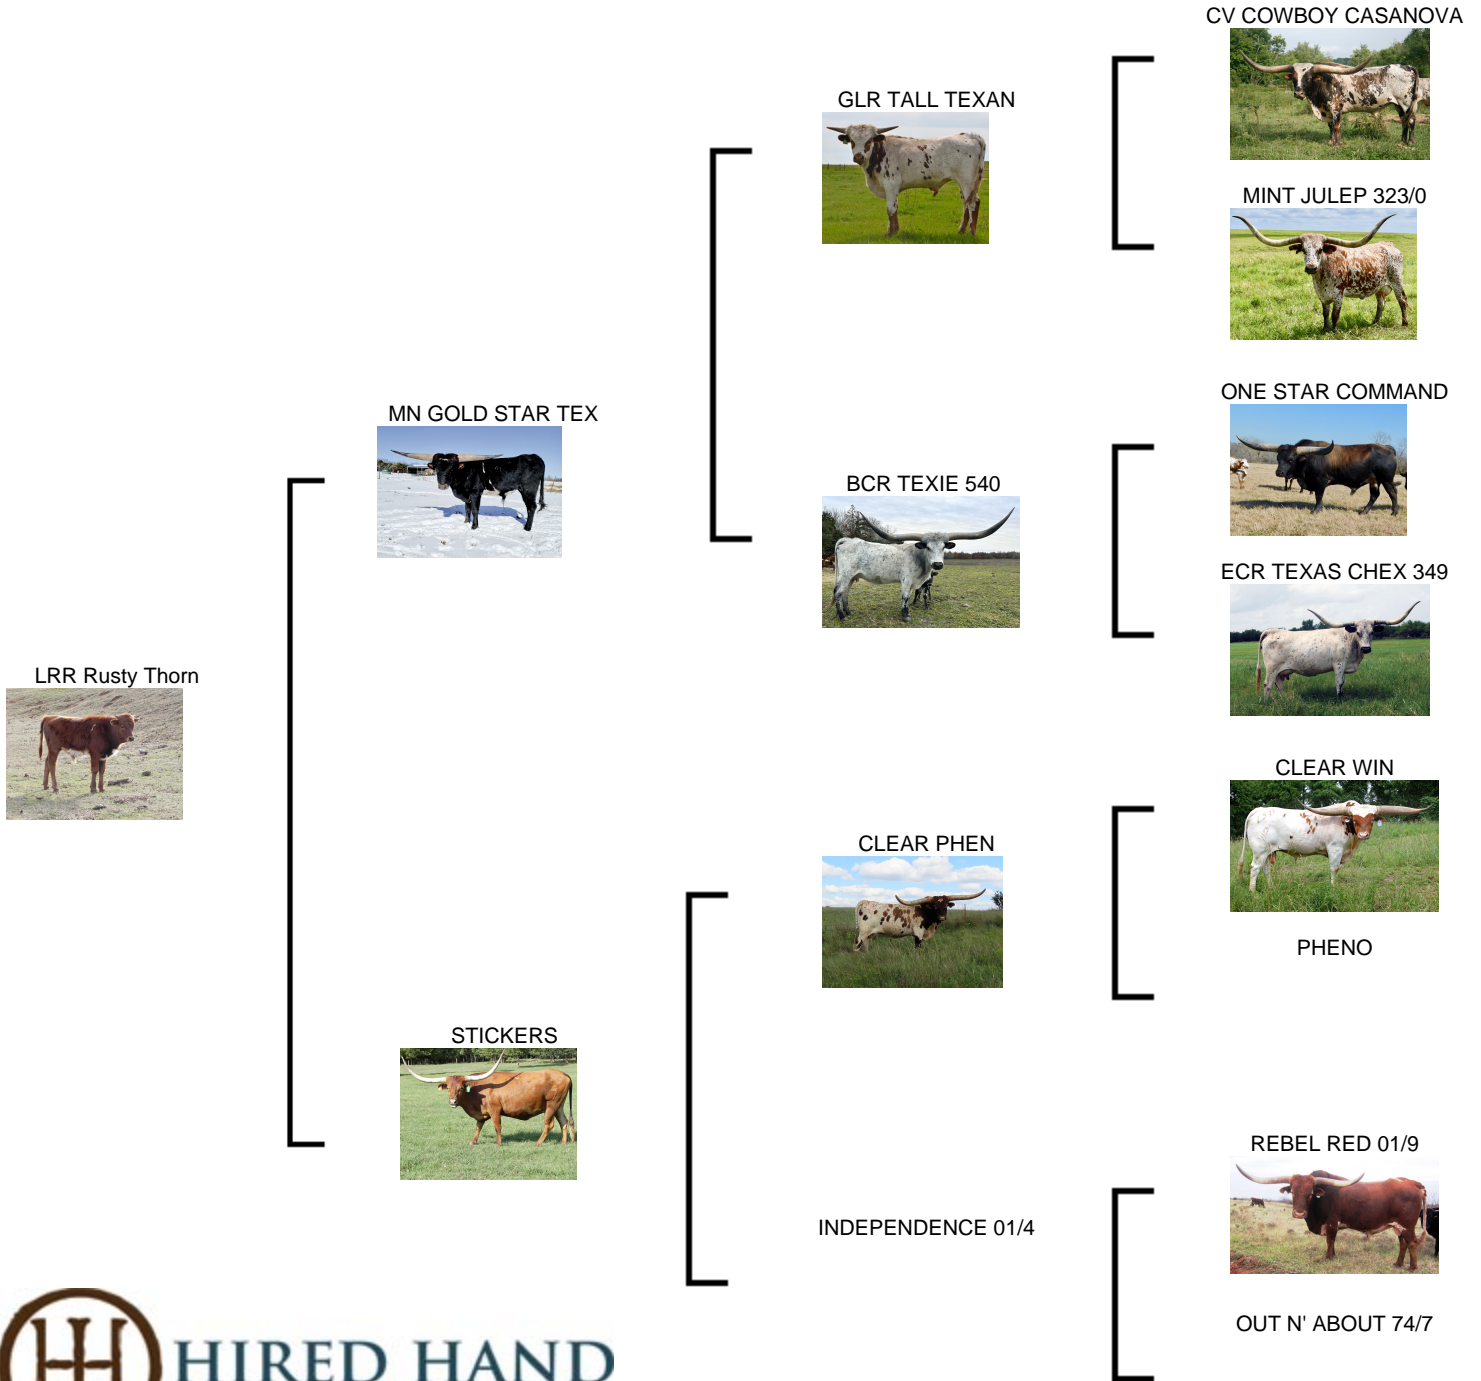 CV COWBOY CASANOVA
GLR TALL TEXAN
MINT JULEP 323/0
ONE STAR COMMAND
MN GOLD STAR TEX
BCR TEXIE 540
ECR TEXAS CHEX 349
LRR Rusty Thorn
CLEAR WIN
CLEAR PHEN
PHENO
STICKERS
REBEL RED 01/9
INDEPENDENCE 01/4
OUT N' ABOUT 74/7
HIRED HAND